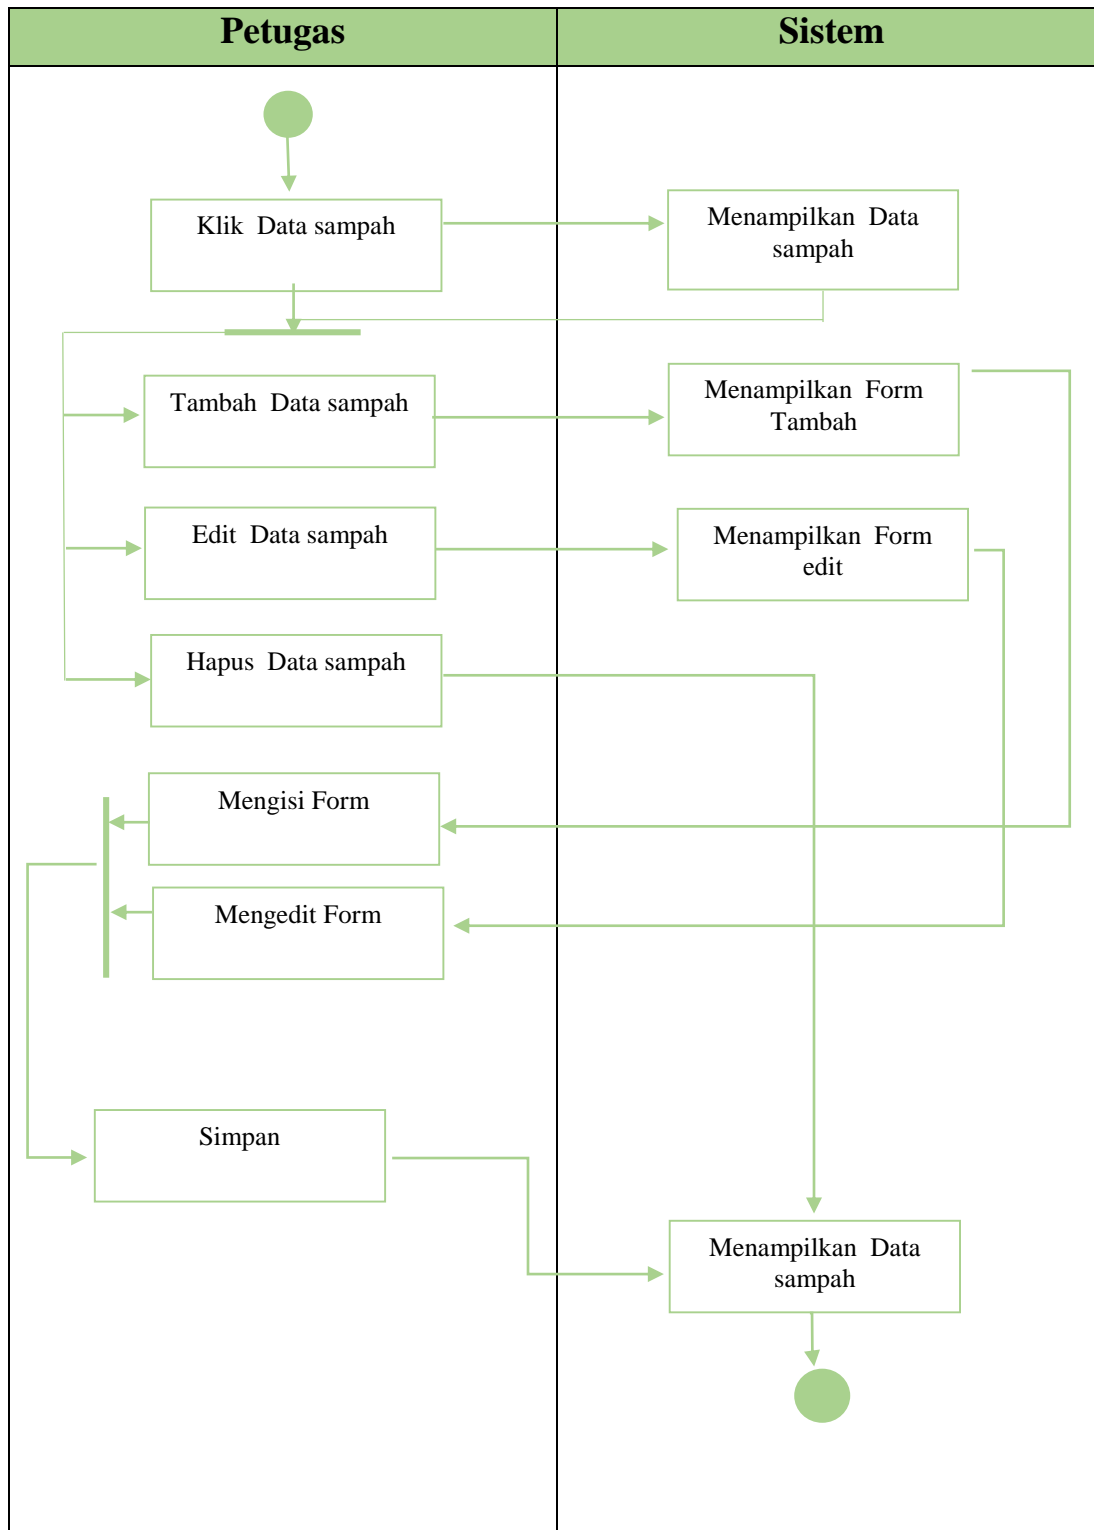 Petugas
Sistem
Klik Data sampah
Menampilkan Data
sampah
Tambah Data sampah
Menampilkan Form
Tambah
Edit Data sampah
Menampilkan Form
edit
Hapus Data sampah
Mengisi Form
Mengedit Form
Simpan
Menampilkan Data
sampah